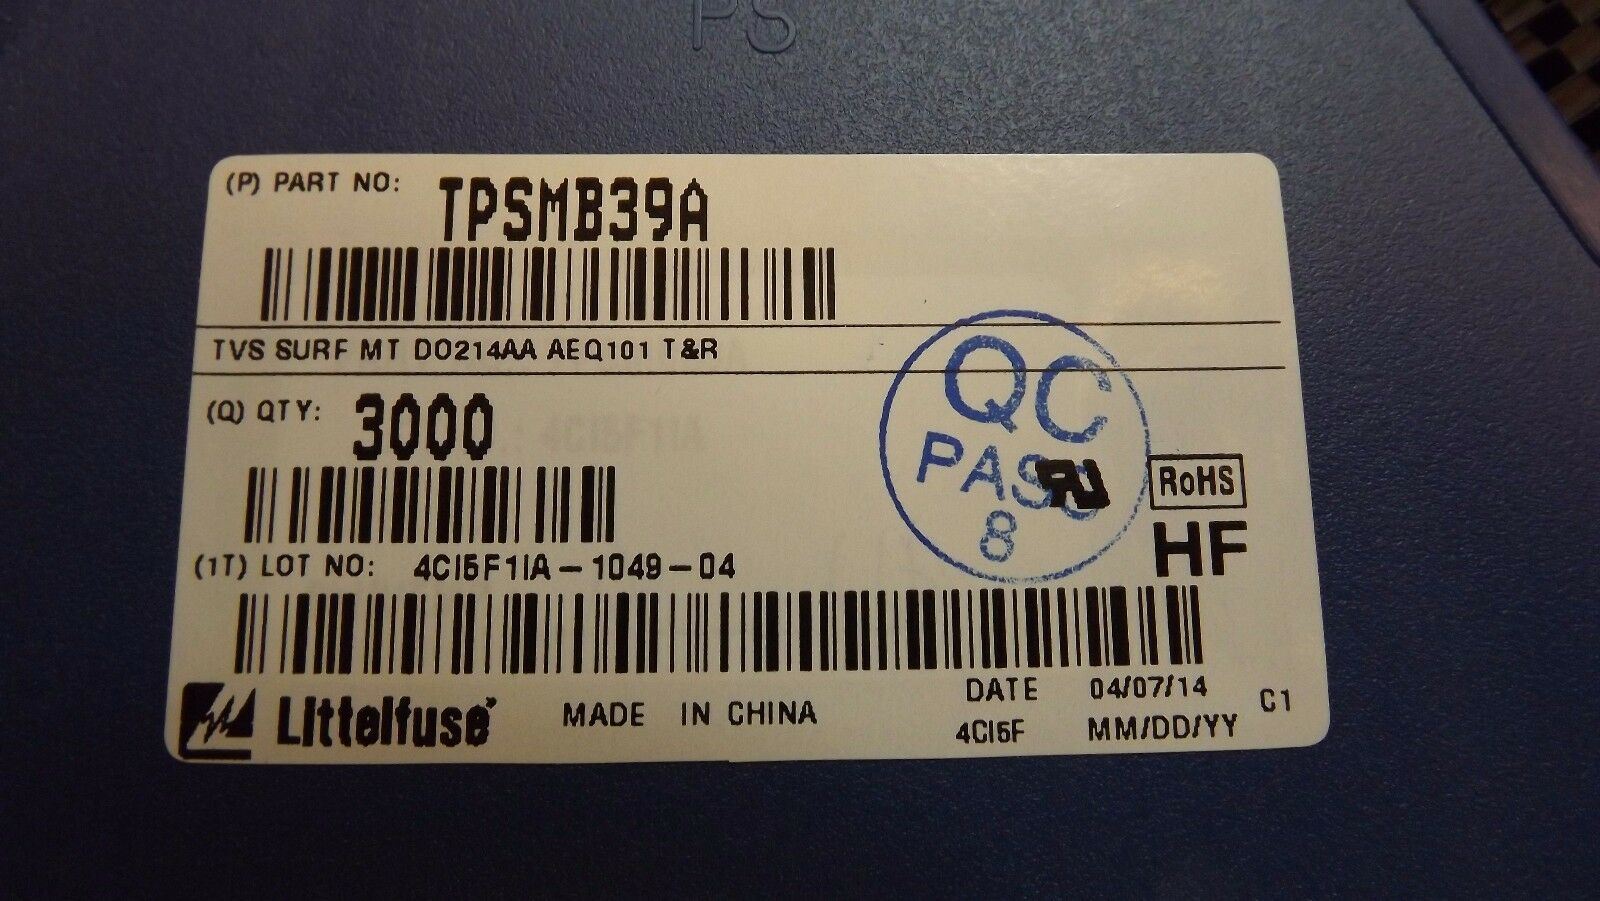 PS
(P) PART NO: TPSMB39A
TVS SURF MT DO214AA AEQ101 T&R
(Q) QTY: 3000
QC
PASS
8
RU
RoHS
HF
(1T) LOT NO: 4CI5F1IA-1049-04
Littelfuse
MADE IN CHINA
DATE 04/07/14
4CI5F MM/DD/YY
C1